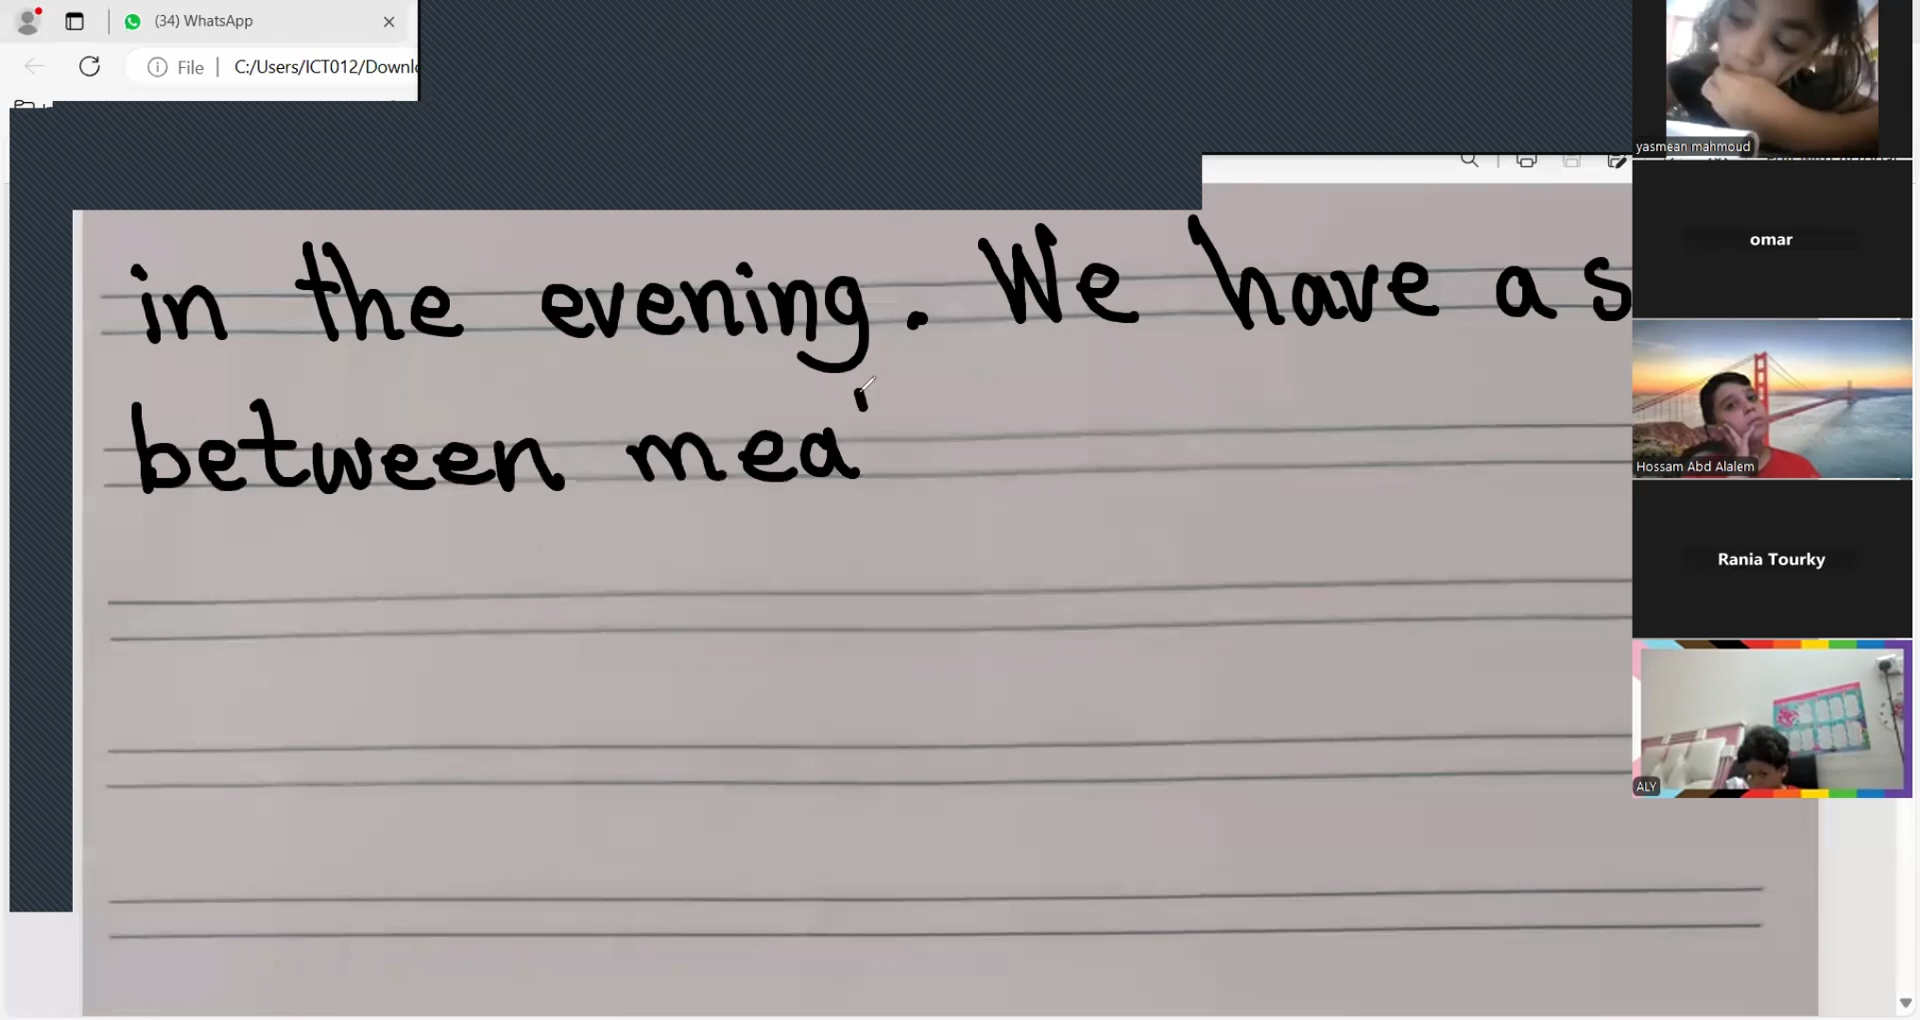 (34) WhatsApp
File
C:/Users/ICT012/Downlo
in the evening. We have a s
between mea
yasmean mahmoud
omar
Hossam Abd Alalem
Rania Tourky
ALY